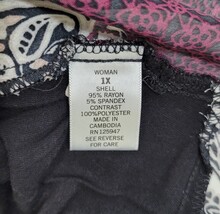 WOMAN
1X
SHELL
95% RAYON
5% SPANDEX
CONTRAST
100%POLYESTER
MADE IN
CAMBODIA
RN 125947
SEE REVERSE
FOR CARE